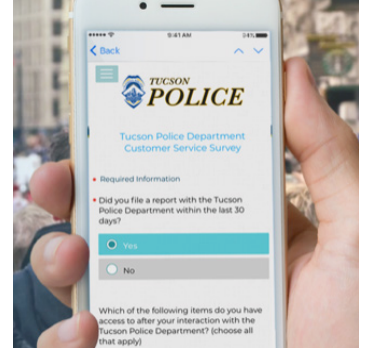 9:41 AM
Back
TUCSON
POLICE
Tucson Police Department
Customer Service Survey
• Required Information
• Did you file a report with the Tucson
Police Department within the last 30
days?
Yes
No
Which of the following items do you have
access to after your interaction with the
Tucson Police Department? (choose all
that apply)